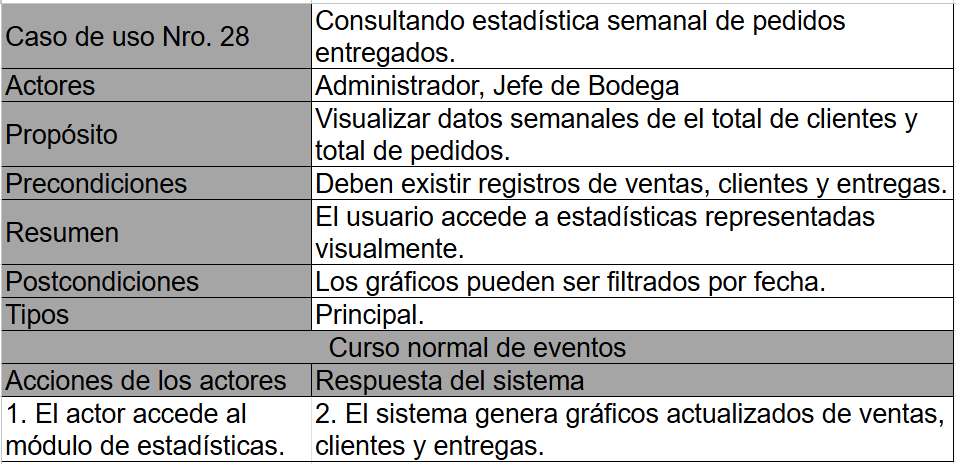 Caso de uso Nro. 28
Consultando estadística semanal de pedidos
entregados.
Actores
Administrador, Jefe de Bodega
Propósito
Visualizar datos semanales de el total de clientes y
total de pedidos.
Precondiciones
Deben existir registros de ventas, clientes y entregas.
Resumen
El usuario accede a estadísticas representadas
visualmente.
Postcondiciones
Los gráficos pueden ser filtrados por fecha.
Tipos
Principal.
Curso normal de eventos
Acciones de los actores
Respuesta del sistema
1. El actor accede al
módulo de estadísticas.
2. El sistema genera gráficos actualizados de ventas,
clientes y entregas.